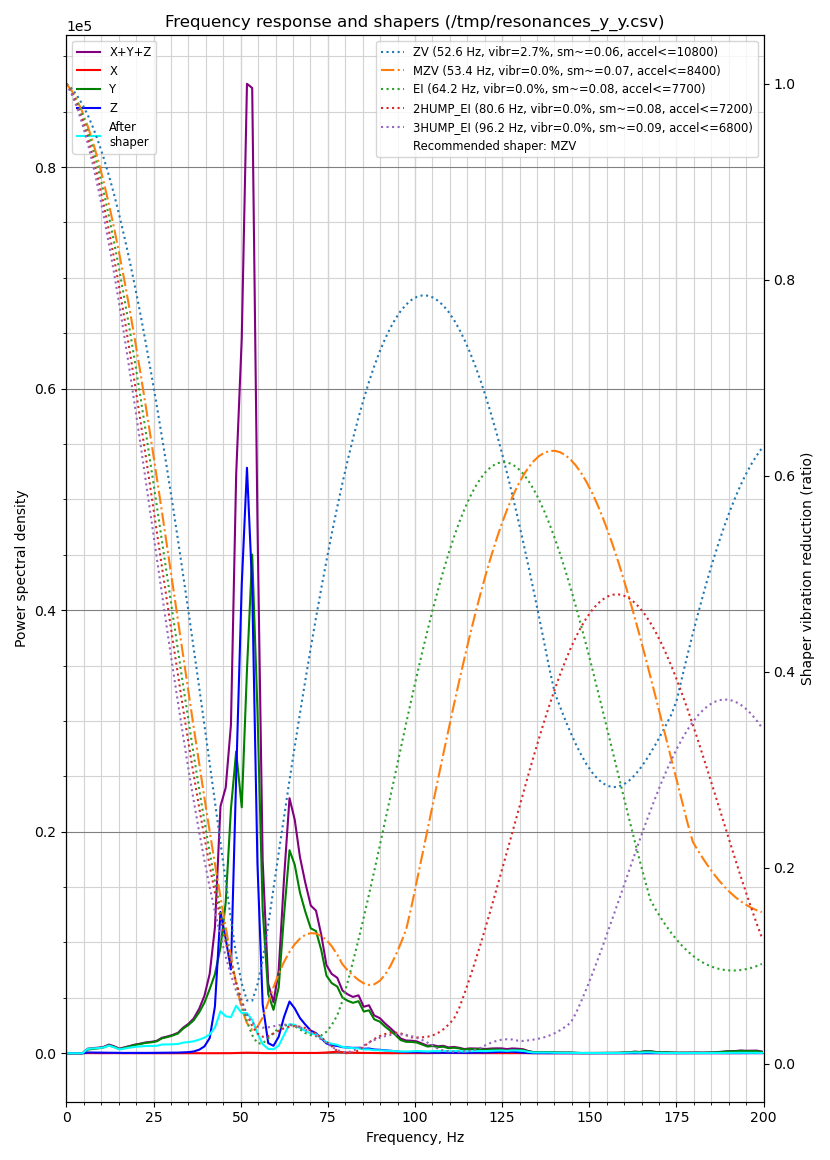 Frequency response and shapers (/tmp/resonances_y_y.csv)
1e5
X+Y+Z
X
Y
Z
After
shaper
ZV (52.6 Hz, vibr=2.7%, sm~=0.06, accel<=10800)
MZV (53.4 Hz, vibr=0.0%, sm~=0.07, accel<=8400)
EI (64.2 Hz, vibr=0.0%, sm~=0.08, accel<=7700)
2HUMP_EI (80.6 Hz, vibr=0.0%, sm~=0.08, accel<=7200)
3HUMP_EI (96.2 Hz, vibr=0.0%, sm~=0.09, accel<=6800)
Recommended shaper: MZV
0.8
0.6
0.4
0.2
0.0
Power spectral density
1.0
0.8
0.6
0.4
0.2
0.0
Shaper vibration reduction (ratio)
0 25 50 75 100 125 150 175 200
Frequency, Hz